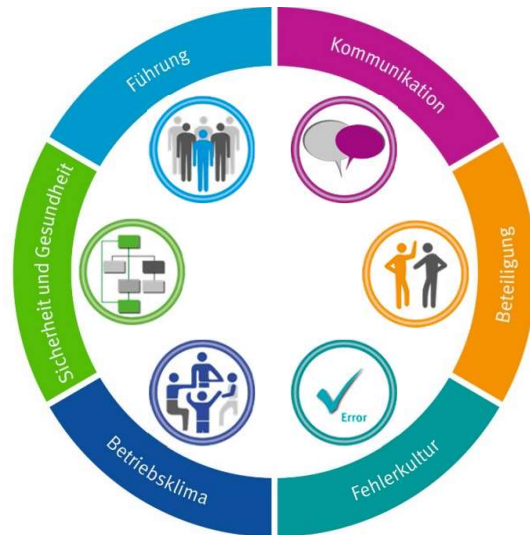 Führung
Kommunikation
Sicherheit und Gesundheit
Beteiligung
Betriebsklima
Fehlerkultur
Error